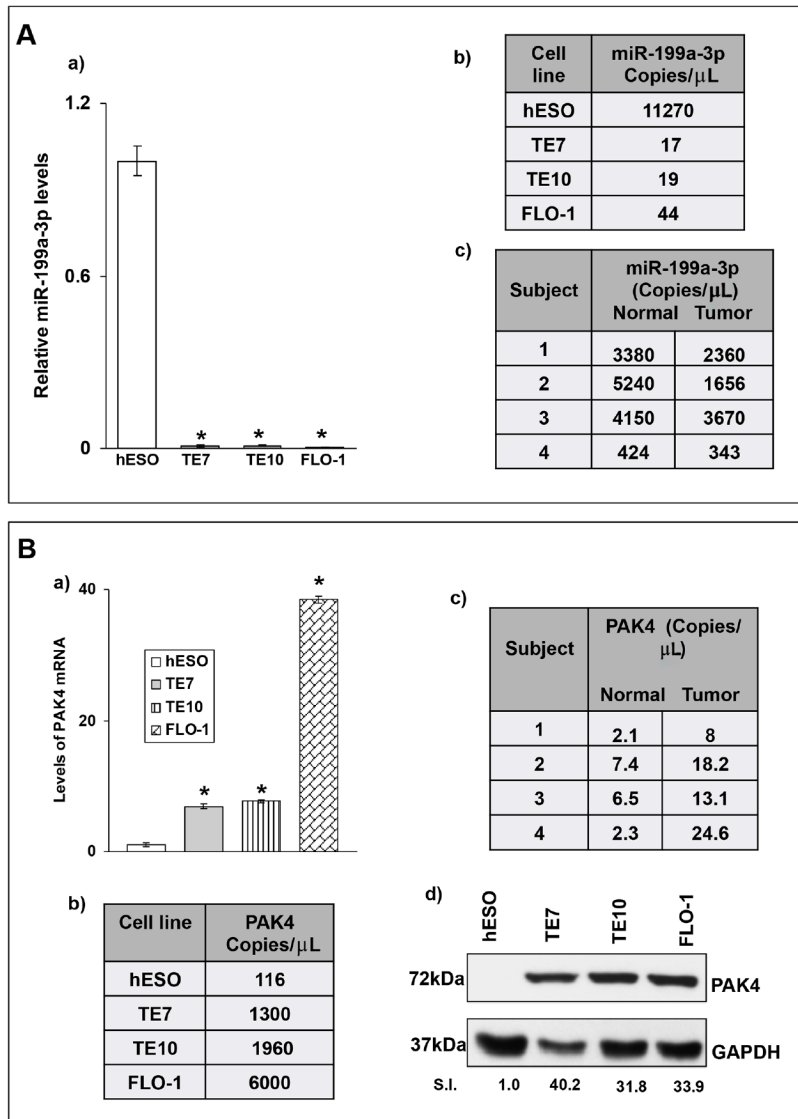 A
a)
1.2
0.6
0
Relative miR-199a-3p levels
hESO TE7 TE10 FLO-1
* * *
b)
Cell line miR-199a-3p Copies/μL
hESO 11270
TE7 17
TE10 19
FLO-1 44
c)
Subject miR-199a-3p (Copies/μL)
Normal Tumor
1 3380 2360
2 5240 1656
3 4150 3670
4 424 343
B
a)
40
20
0
Levels of PAK4 mRNA
hESO
TE7
TE10
FLO-1
* * *
b)
Cell line PAK4 Copies/μL
hESO 116
TE7 1300
TE10 1960
FLO-1 6000
c)
Subject PAK4 (Copies/μL)
Normal Tumor
1 2.1 8
2 7.4 18.2
3 6.5 13.1
4 2.3 24.6
d)
hESO TE7 TE10 FLO-1
72kDa PAK4
37kDa GAPDH
S.I. 1.0 40.2 31.8 33.9